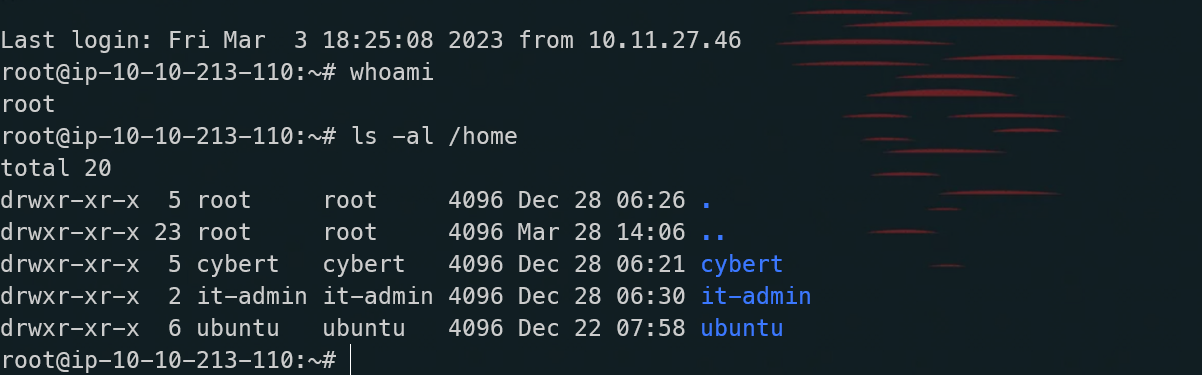 Last login: Fri Mar  3 18:25:08 2023 from 10.11.27.46
root@ip-10-10-213-110:~# whoami
root
root@ip-10-10-213-110:~# ls -al /home
total 20
drwxr-xr-x  5 root     root     4096 Dec 28 06:26 .
drwxr-xr-x 23 root     root     4096 Mar 28 14:06 ..
drwxr-xr-x  5 cybert   cybert   4096 Dec 28 06:21 cybert
drwxr-xr-x  2 it-admin it-admin 4096 Dec 28 06:30 it-admin
drwxr-xr-x  6 ubuntu   ubuntu   4096 Dec 22 07:58 ubuntu
root@ip-10-10-213-110:~#